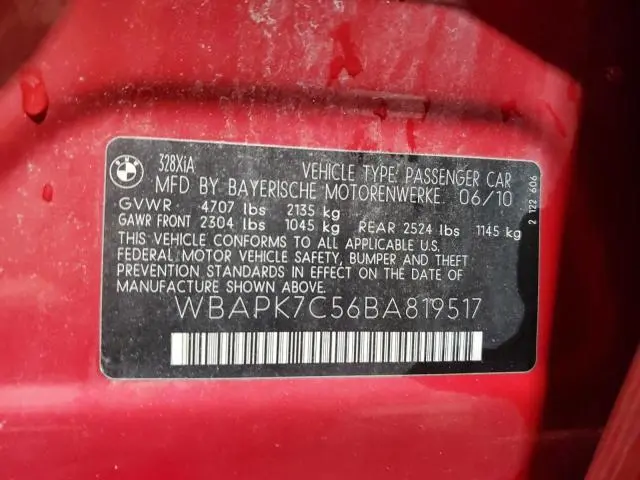 BMW
328XiA VEHICLE TYPE: PASSENGER CAR
MFD BY BAYERISCHE MOTORENWERKE. 06/10
GVWR 4707 lbs 2135 kg
GAWR FRONT 2304 lbs 1045 kg REAR 2524 lbs 1145 kg
THIS VEHICLE CONFORMS TO ALL APPLICABLE U.S.
FEDERAL MOTOR VEHICLE SAFETY, BUMPER AND THEFT
PREVENTION STANDARDS IN EFFECT ON THE DATE OF
MANUFACTURE SHOWN ABOVE.
WBAPK7C56BA819517
2 122 606